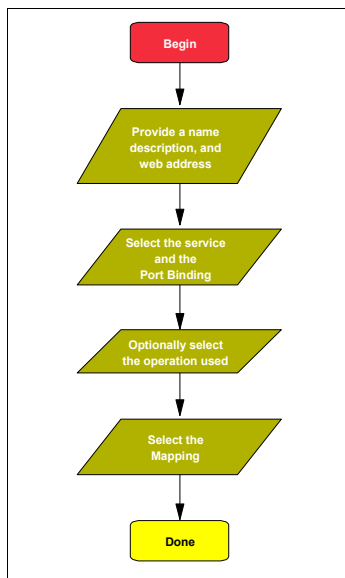 Begin
Provide a name
description, and
web address
Select the service
and the
Port Binding
Optionally select
the operation used
Select the
Mapping
Done